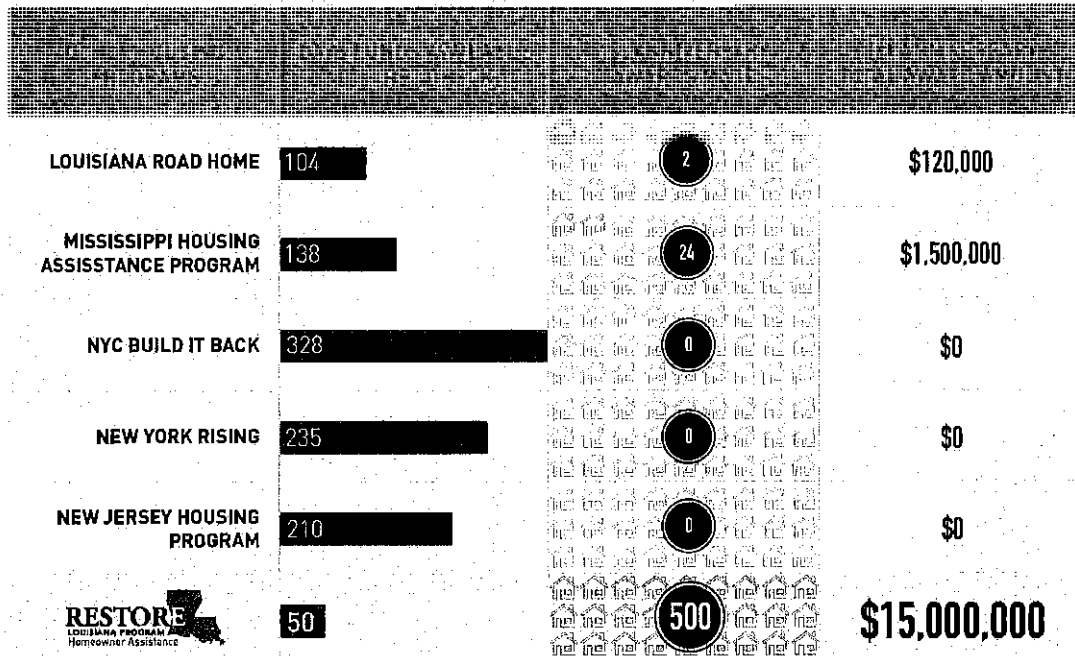 LOUISIANA ROAD HOME 104 2 $120,000
MISSISSIPPI HOUSING
ASSISSTANCE PROGRAM 138 24 $1,500,000
NYC BUILD IT BACK 328 0 $0
NEW YORK RISING 235 0 $0
NEW JERSEY HOUSING
PROGRAM 210 0 $0
RESTORE
LOUISIANA PROGRAM
Homeowner Assistance
50 500 $15,000,000